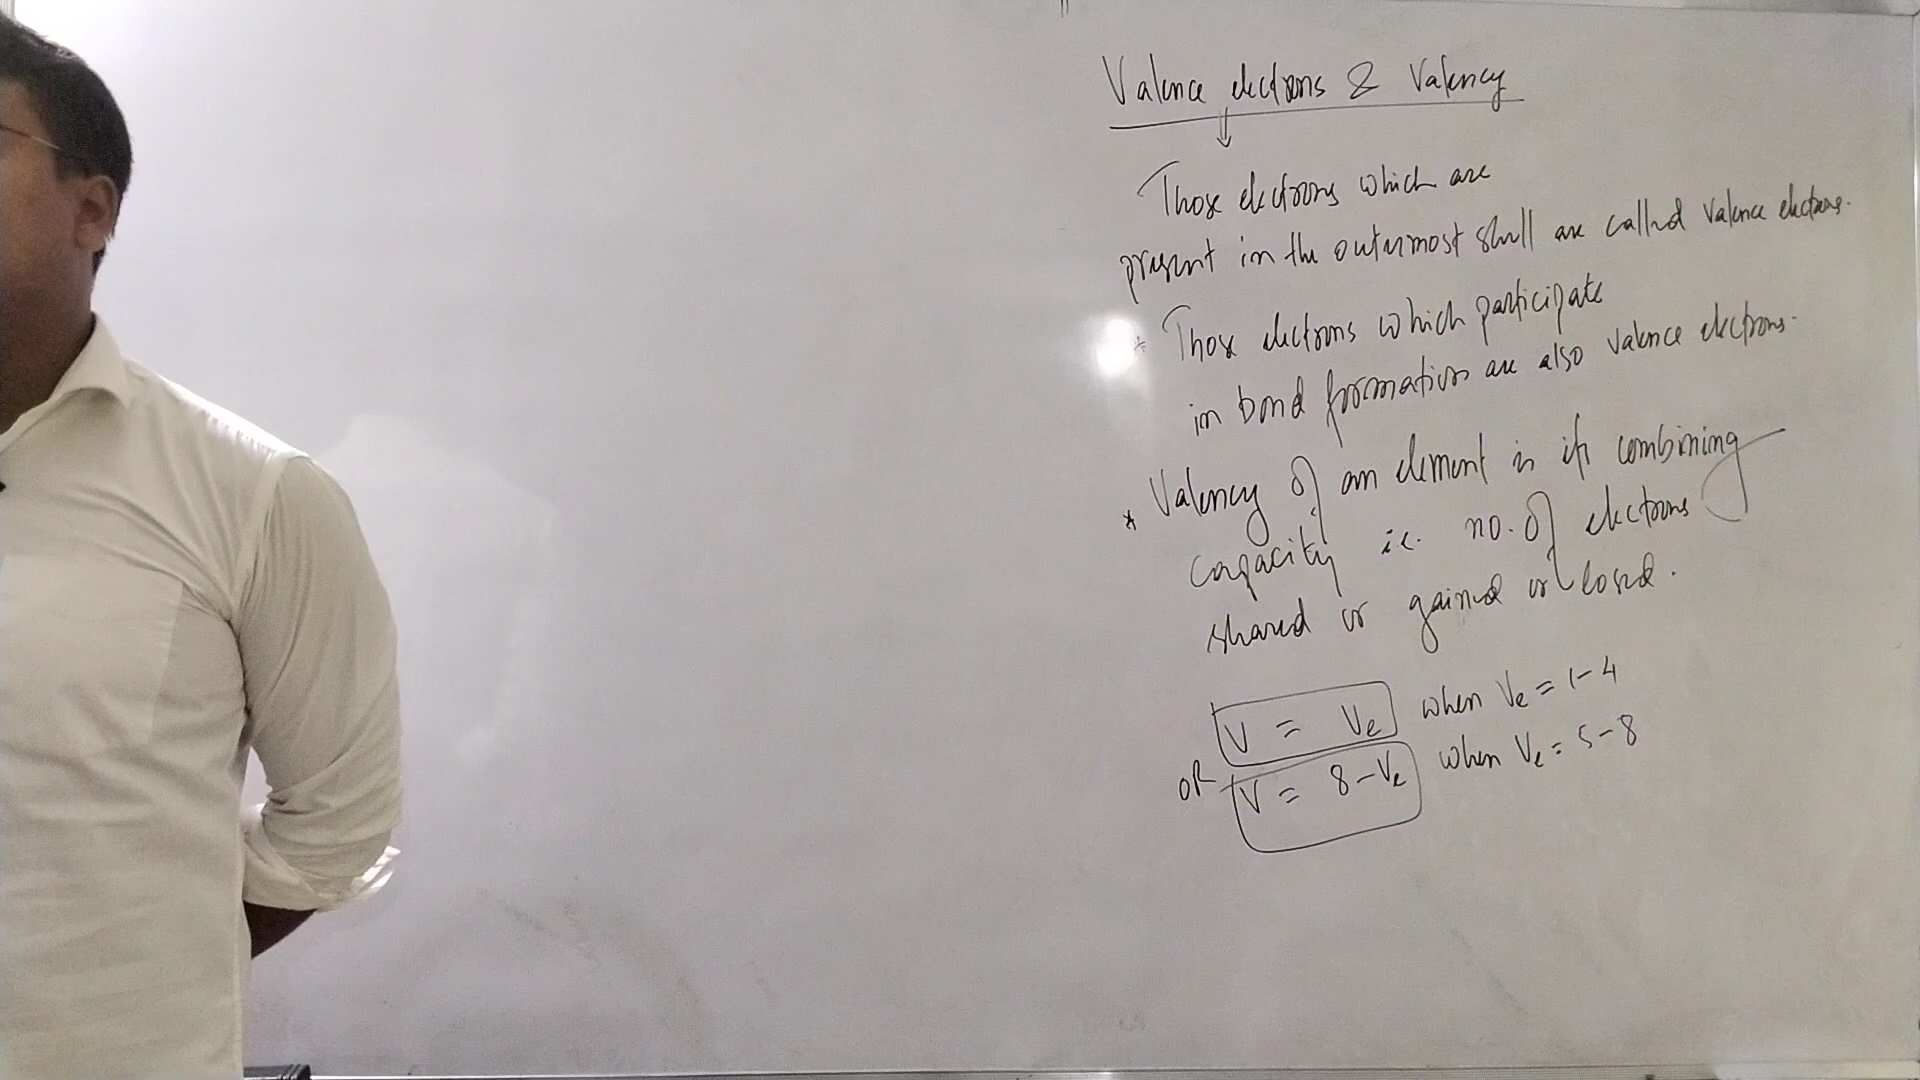 Valence electrons & Valency
Those electrons which are
present in the outermost shell are called Valence electrons.
* Those electrons which participate
in bond formation are also valence electrons.
* Valency of an element is its combining
capacity i.e. no. of electrons
shared or gained or losed.
V = Ve when Ve = 1-4
OR V = 8-Ve when Ve = 5-8